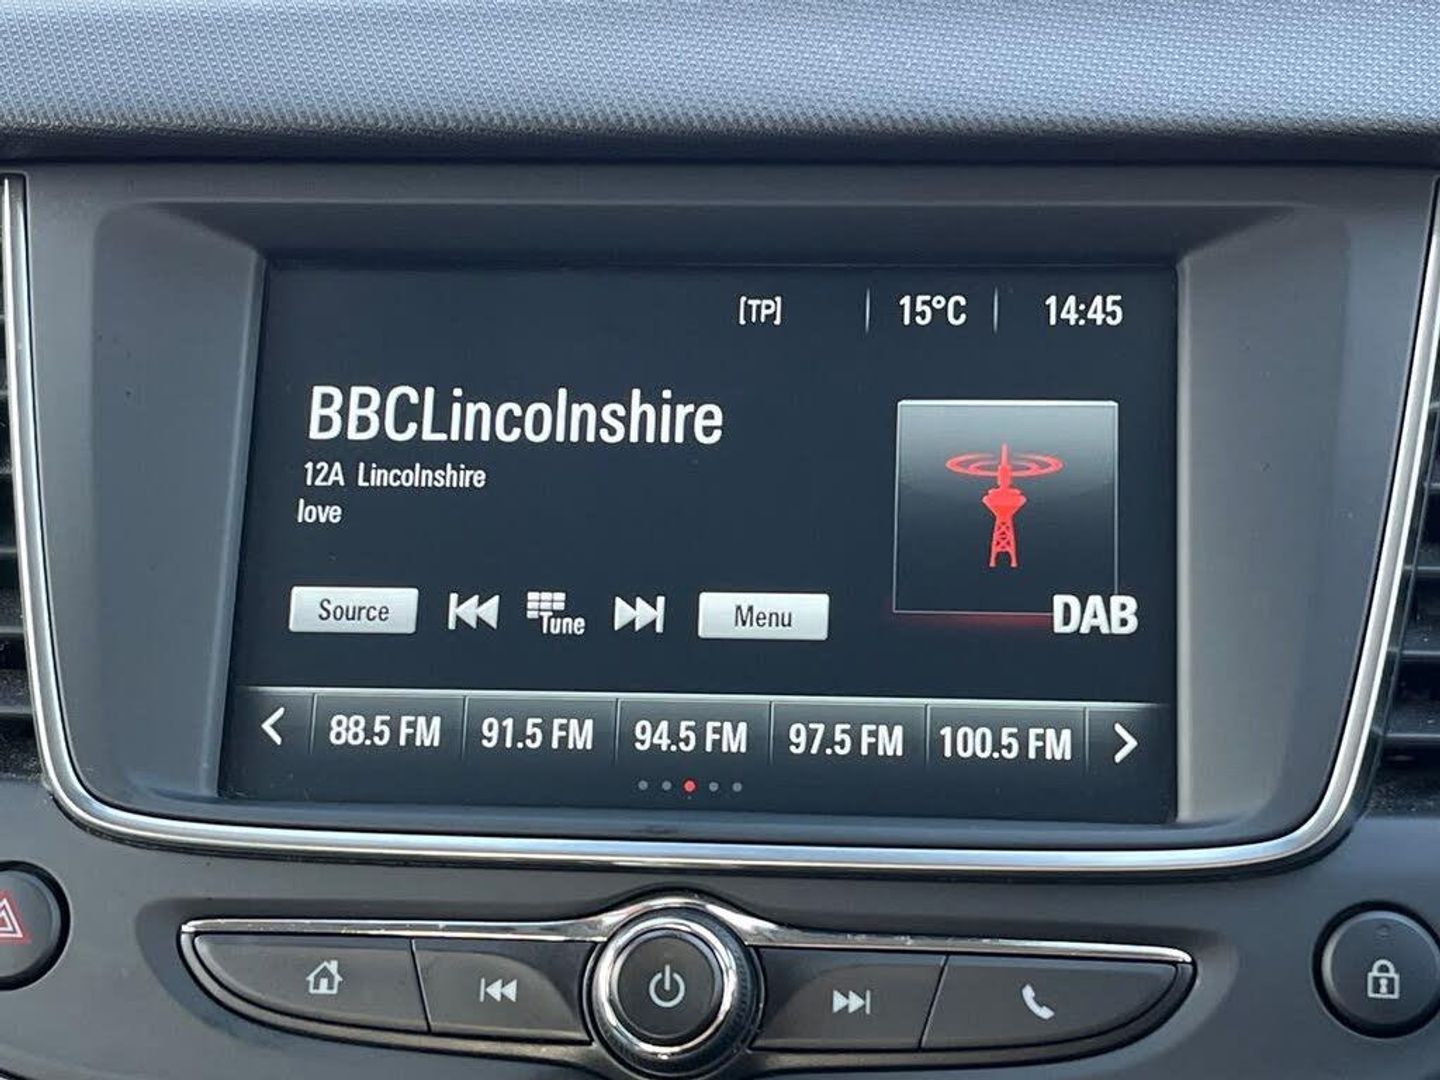 [TP] 15°C 14:45
BBCLincolnshire
12A Lincolnshire
love
Source Tune Menu
DAB
88.5 FM 91.5 FM 94.5 FM 97.5 FM 100.5 FM